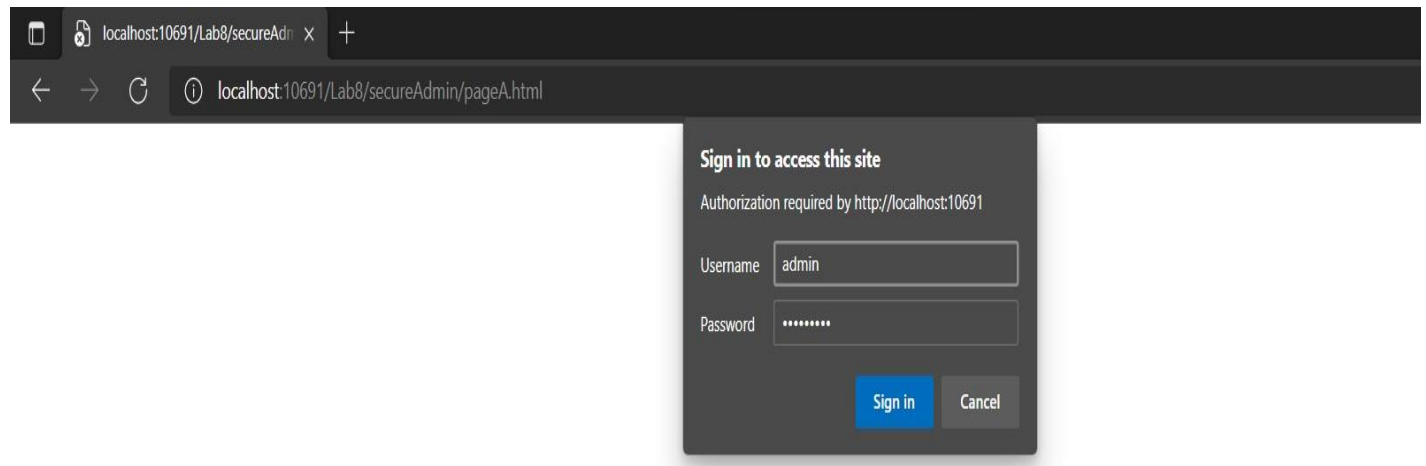 localhost:10691/Lab8/secureAdm
localhost:10691/Lab8/secureAdmin/pageA.html
Sign in to access this site
Authorization required by http://localhost:10691
Username admin
Password •••••••••
Sign in Cancel